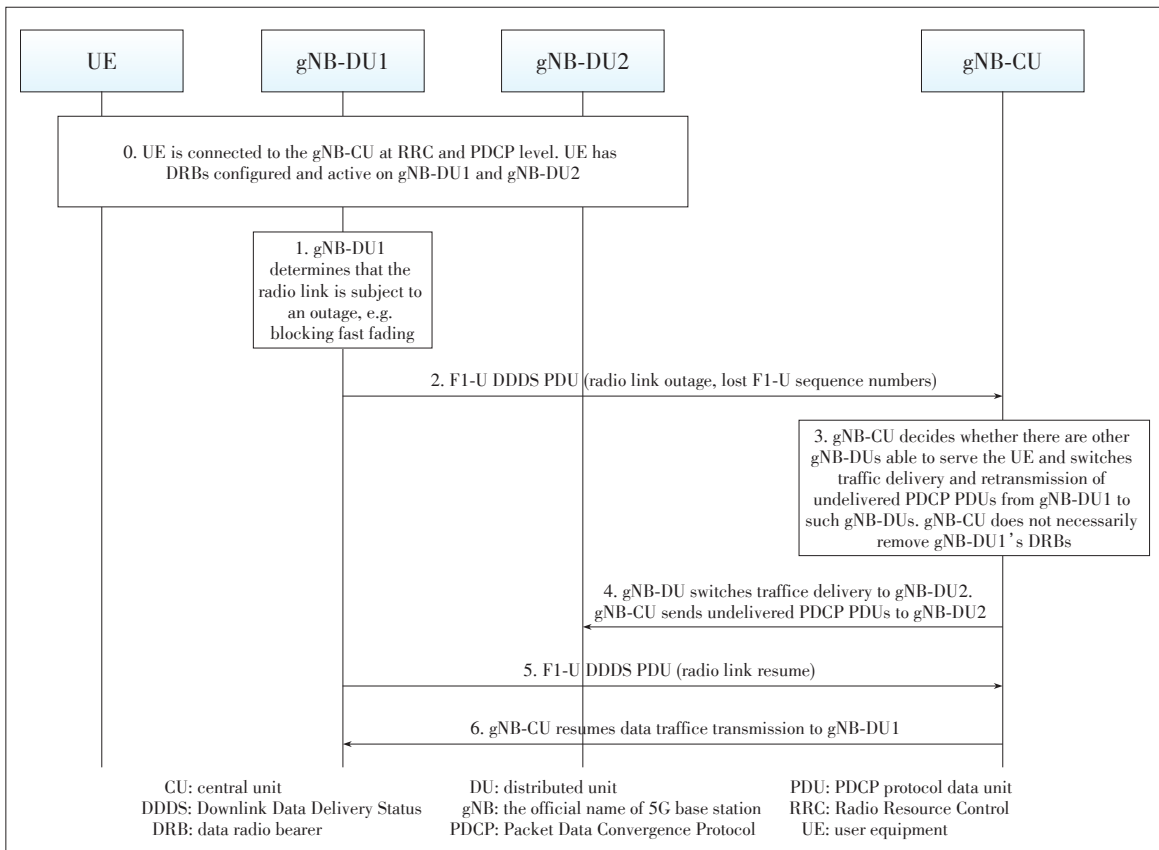 UE
gNB-DU1
gNB-DU2
gNB-CU
0. UE is connected to the gNB-CU at RRC and PDCP level. UE has
DRBs configured and active on gNB-DU1 and gNB-DU2
1. gNB-DU1
determines that the
radio link is subject to
an outage, e.g.
blocking fast fading
2. F1-U DDDS PDU (radio link outage, lost F1-U sequence numbers)
3. gNB-CU decides whether there are other
gNB-DUs able to serve the UE and switches
traffic delivery and retransmission of
undelivered PDCP PDUs from gNB-DU1 to
such gNB-DUs. gNB-CU does not necessarily
remove gNB-DU1’s DRBs
4. gNB-DU switches traffice delivery to gNB-DU2.
gNB-CU sends undelivered PDCP PDUs to gNB-DU2
5. F1-U DDDS PDU (radio link resume)
6. gNB-CU resumes data traffice transmission to gNB-DU1
CU: central unit
DDDS: Downlink Data Delivery Status
DRB: data radio bearer
DU: distributed unit
gNB: the official name of 5G base station
PDCP: Packet Data Convergence Protocol
PDU: PDCP protocol data unit
RRC: Radio Resource Control
UE: user equipment